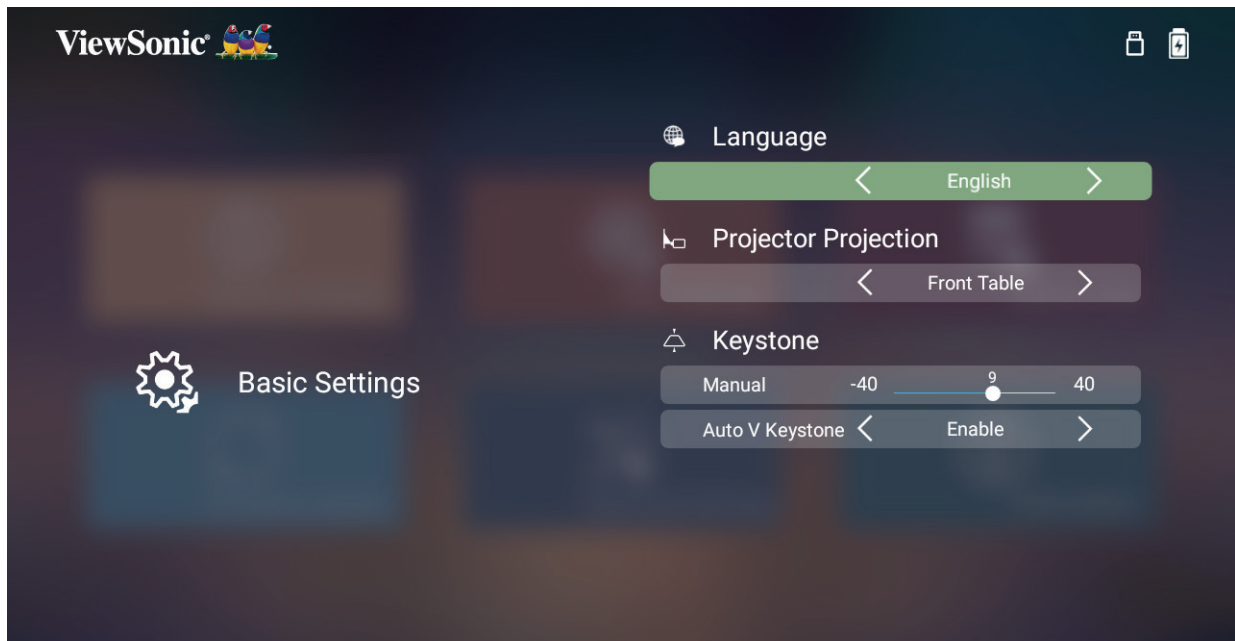 ViewSonic®
Language
English
Projector Projection
Front Table
Keystone
Manual -40 9 40
Basic Settings
Auto V Keystone Enable